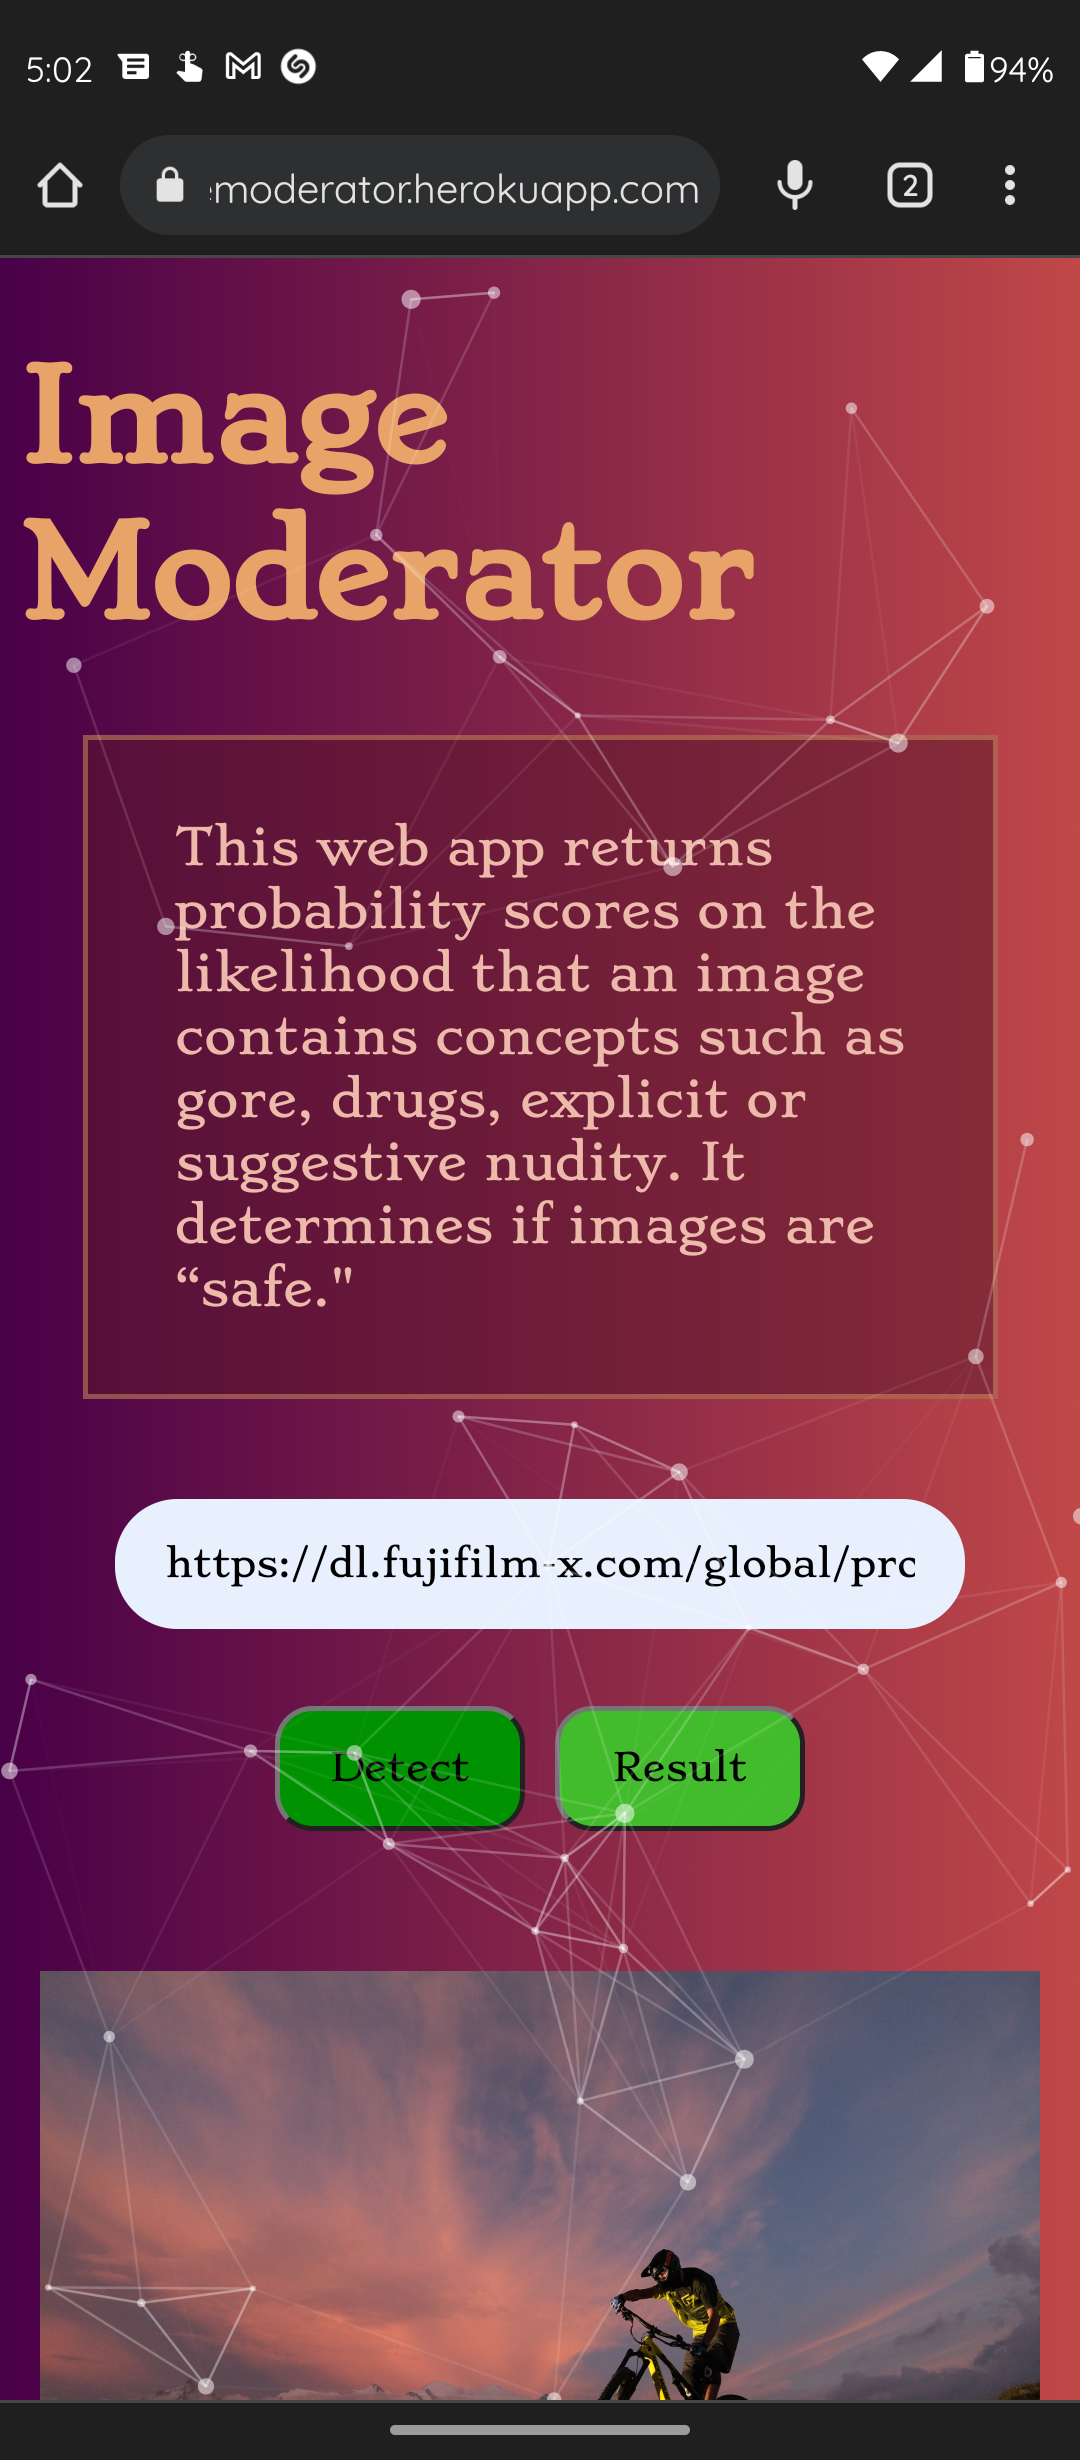 5:02
94%
:moderator.herokuapp.com
2
Image
Moderator
This web app returns
probability scores on the
likelihood that an image
contains concepts such as
gore, drugs, explicit or
suggestive nudity. It
determines if images are
“safe."
https://dl.fujifilm-x.com/global/pro
Detect
Result